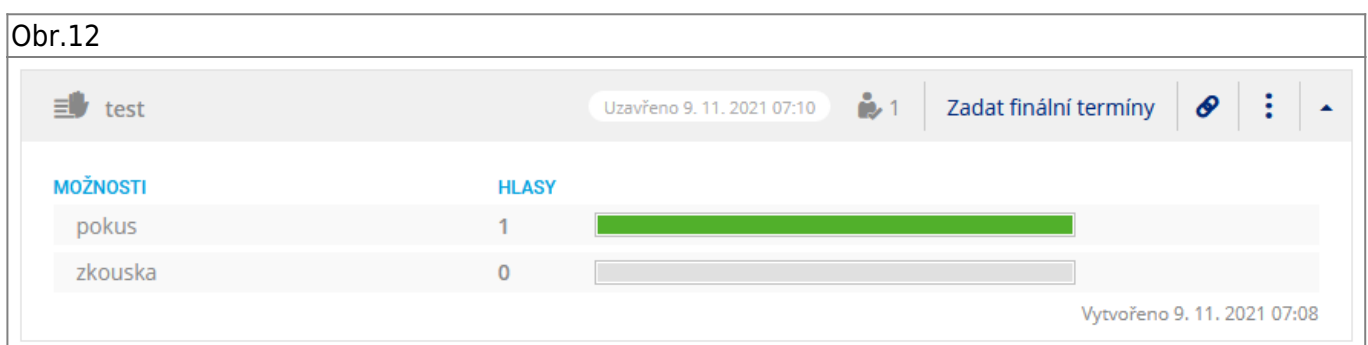 Obr.12
test Uzavřeno 9. 11. 2021 07:10 1 Zadat finální termíny
MOŽNOSTI HLASY
pokus 1
zkouska 0
Vytvořeno 9. 11. 2021 07:08